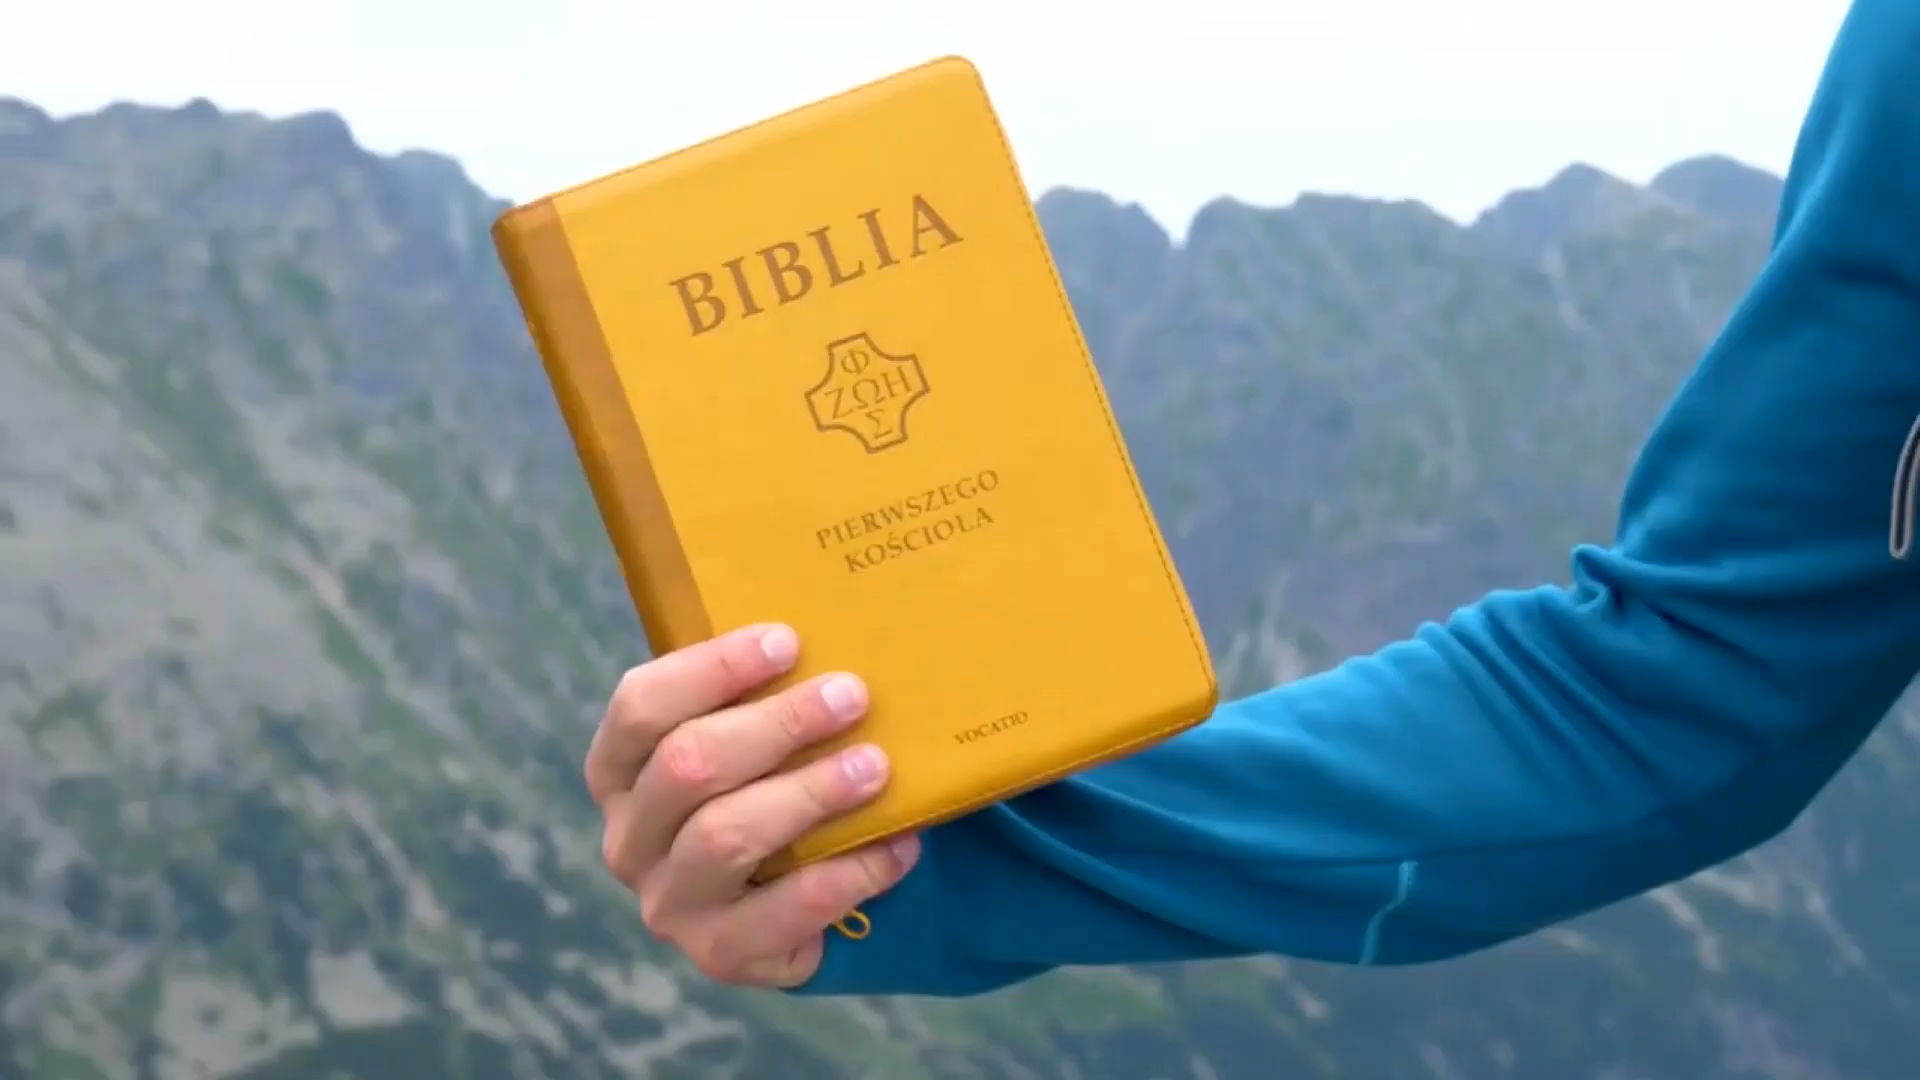 BIBLIA
Φ
ΖΩΗ
Σ
PIERWSZEGO
KOŚCIOŁA
VOCATIO